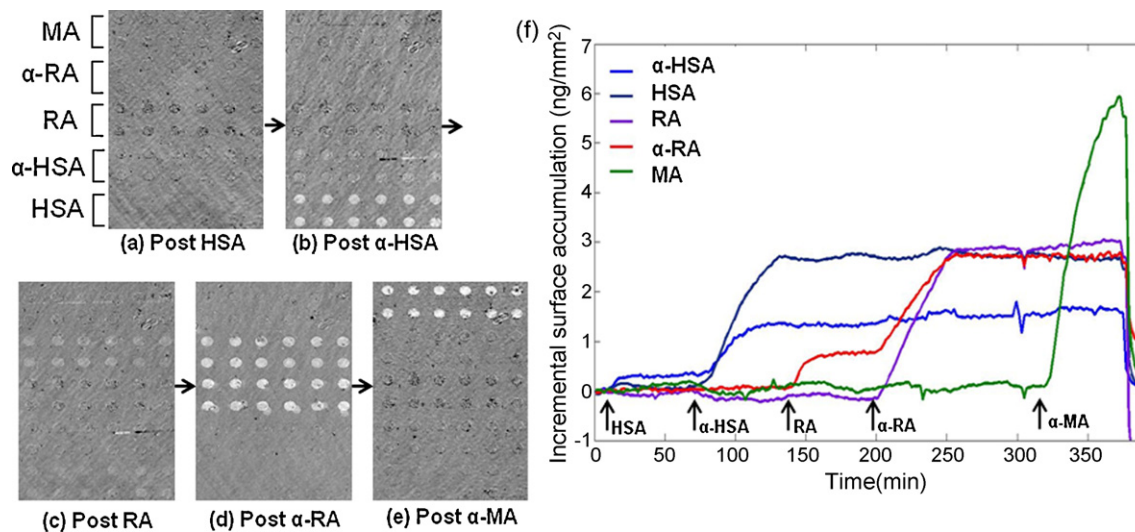 MA
α-RA
RA
α-HSA
HSA
(a) Post HSA
(b) Post α-HSA
(c) Post RA
(d) Post α-RA
(e) Post α-MA
(f)
Incremental surface accumulation (ng/mm²)
7
6
5
4
3
2
1
0
-1
α-HSA
HSA
RA
α-RA
MA
HSA
α-HSA
RA
α-RA
α-MA
0 50 100 150 200 250 300 350
Time(min)